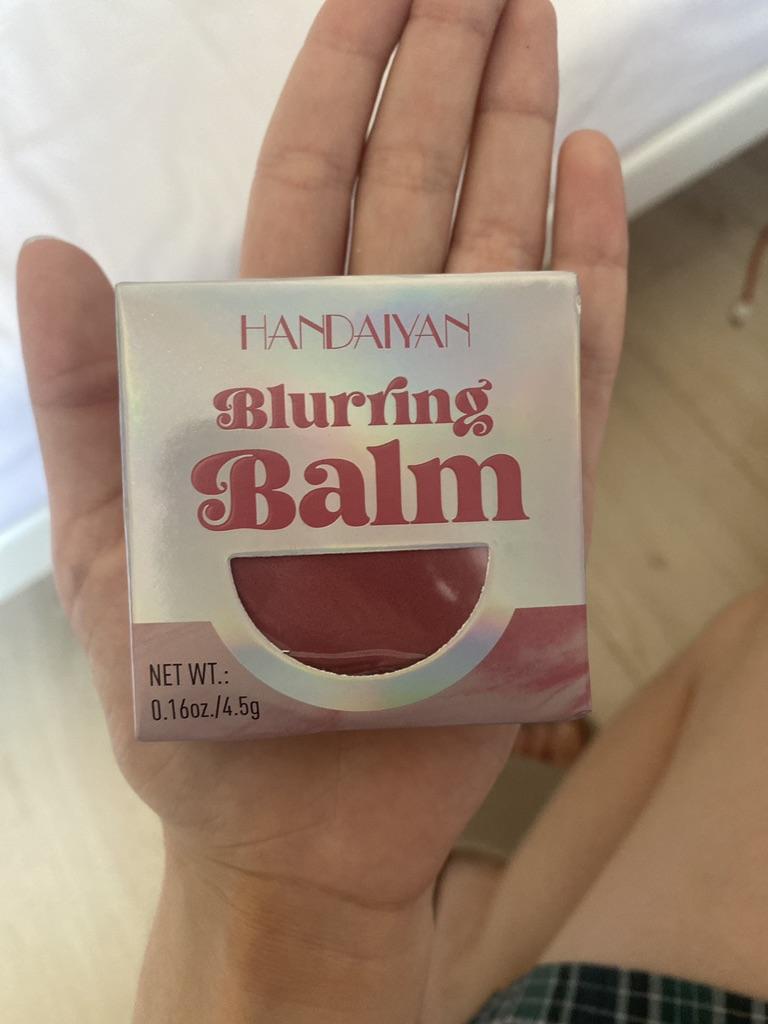 HANDAIYAN
Blurring
Balm
NET WT.:
0.16oz./4.5g